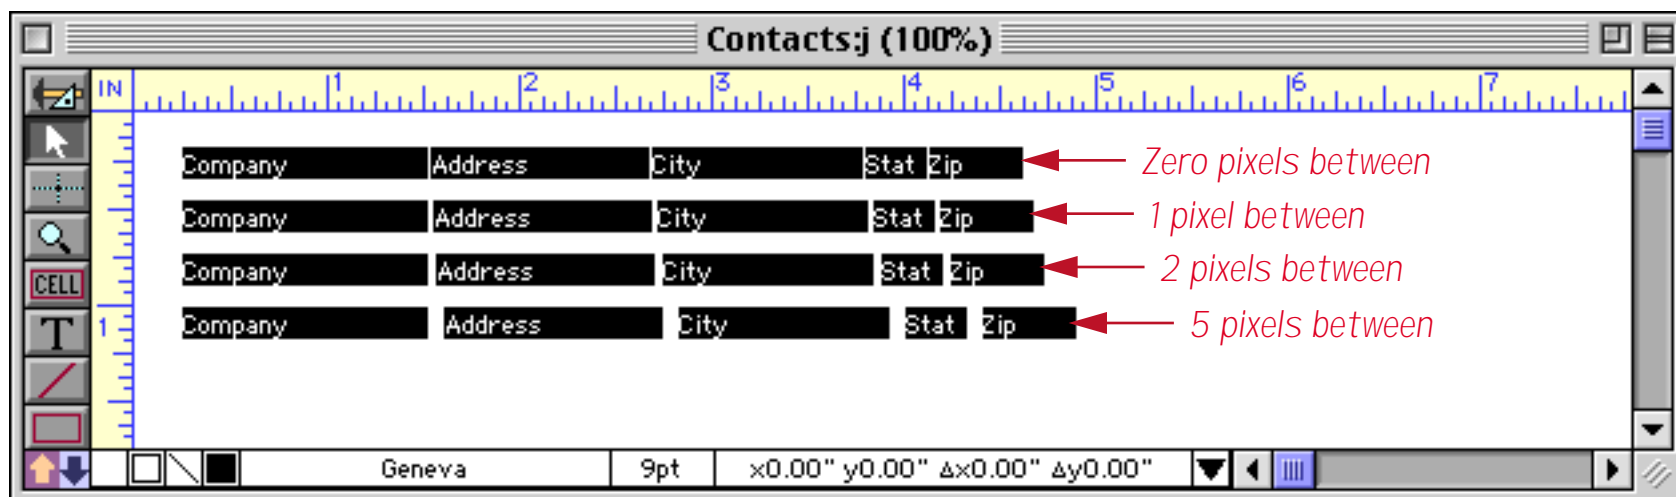 Contacts:j (100%)
IN 1 2 3 4 5 6 7
Company Address City Stat Zip Zero pixels between
Company Address City Stat Zip 1 pixel between
Company Address City Stat Zip 2 pixels between
CELL
1 Company Address City Stat Zip 5 pixels between
T
Geneva 9pt x0.00" y0.00" Δx0.00" Δy0.00"